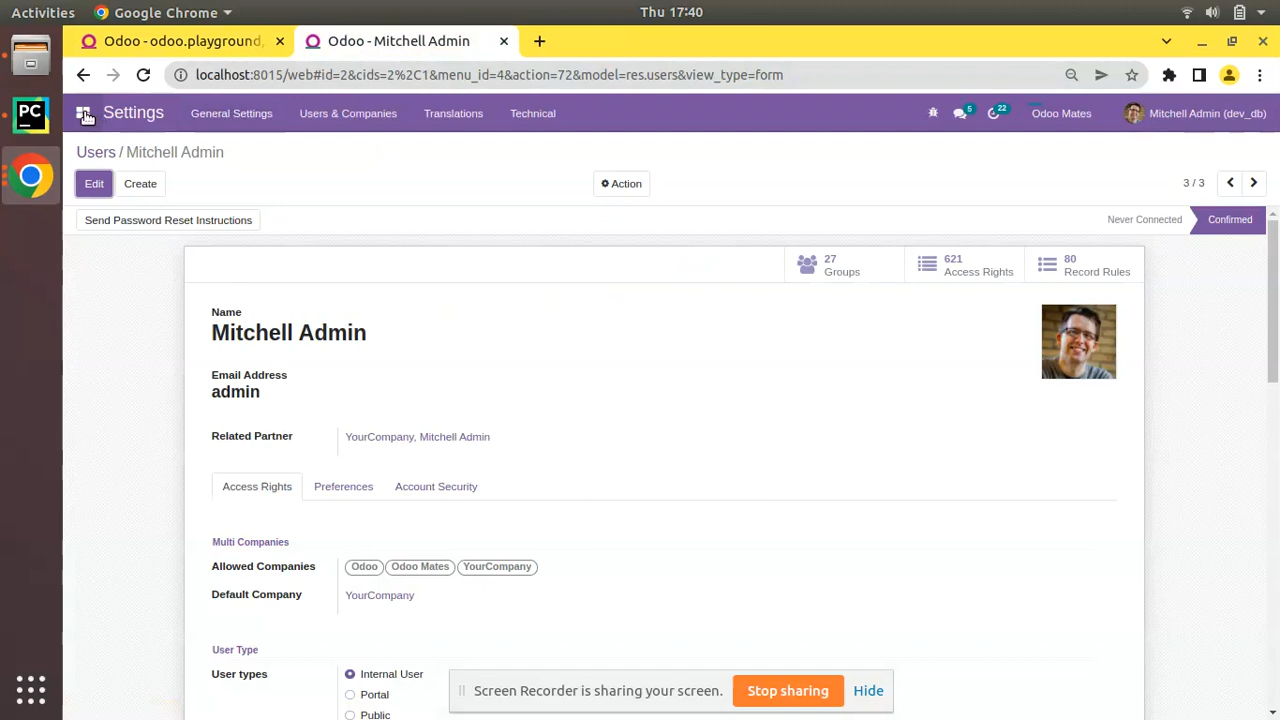 Activities Google Chrome Thu 17:40
Odoo - odoo.playground, Odoo - Mitchell Admin
localhost:8015/web#id=2&cids=2%2C1&menu_id=4&action=72&model=res.users&view_type=form
Settings General Settings Users & Companies Translations Technical 5 22 Odoo Mates Mitchell Admin (dev_db)
Users / Mitchell Admin
Edit Create Action 3 / 3
Send Password Reset Instructions Never Connected Confirmed
27 Groups 621 Access Rights 80 Record Rules
Name
Mitchell Admin
Email Address
admin
Related Partner YourCompany, Mitchell Admin
Access Rights Preferences Account Security
Multi Companies
Allowed Companies Odoo Odoo Mates YourCompany
Default Company YourCompany
User Type
User types Internal User
Portal
Public
PC
Screen Recorder is sharing your screen. Stop sharing Hide